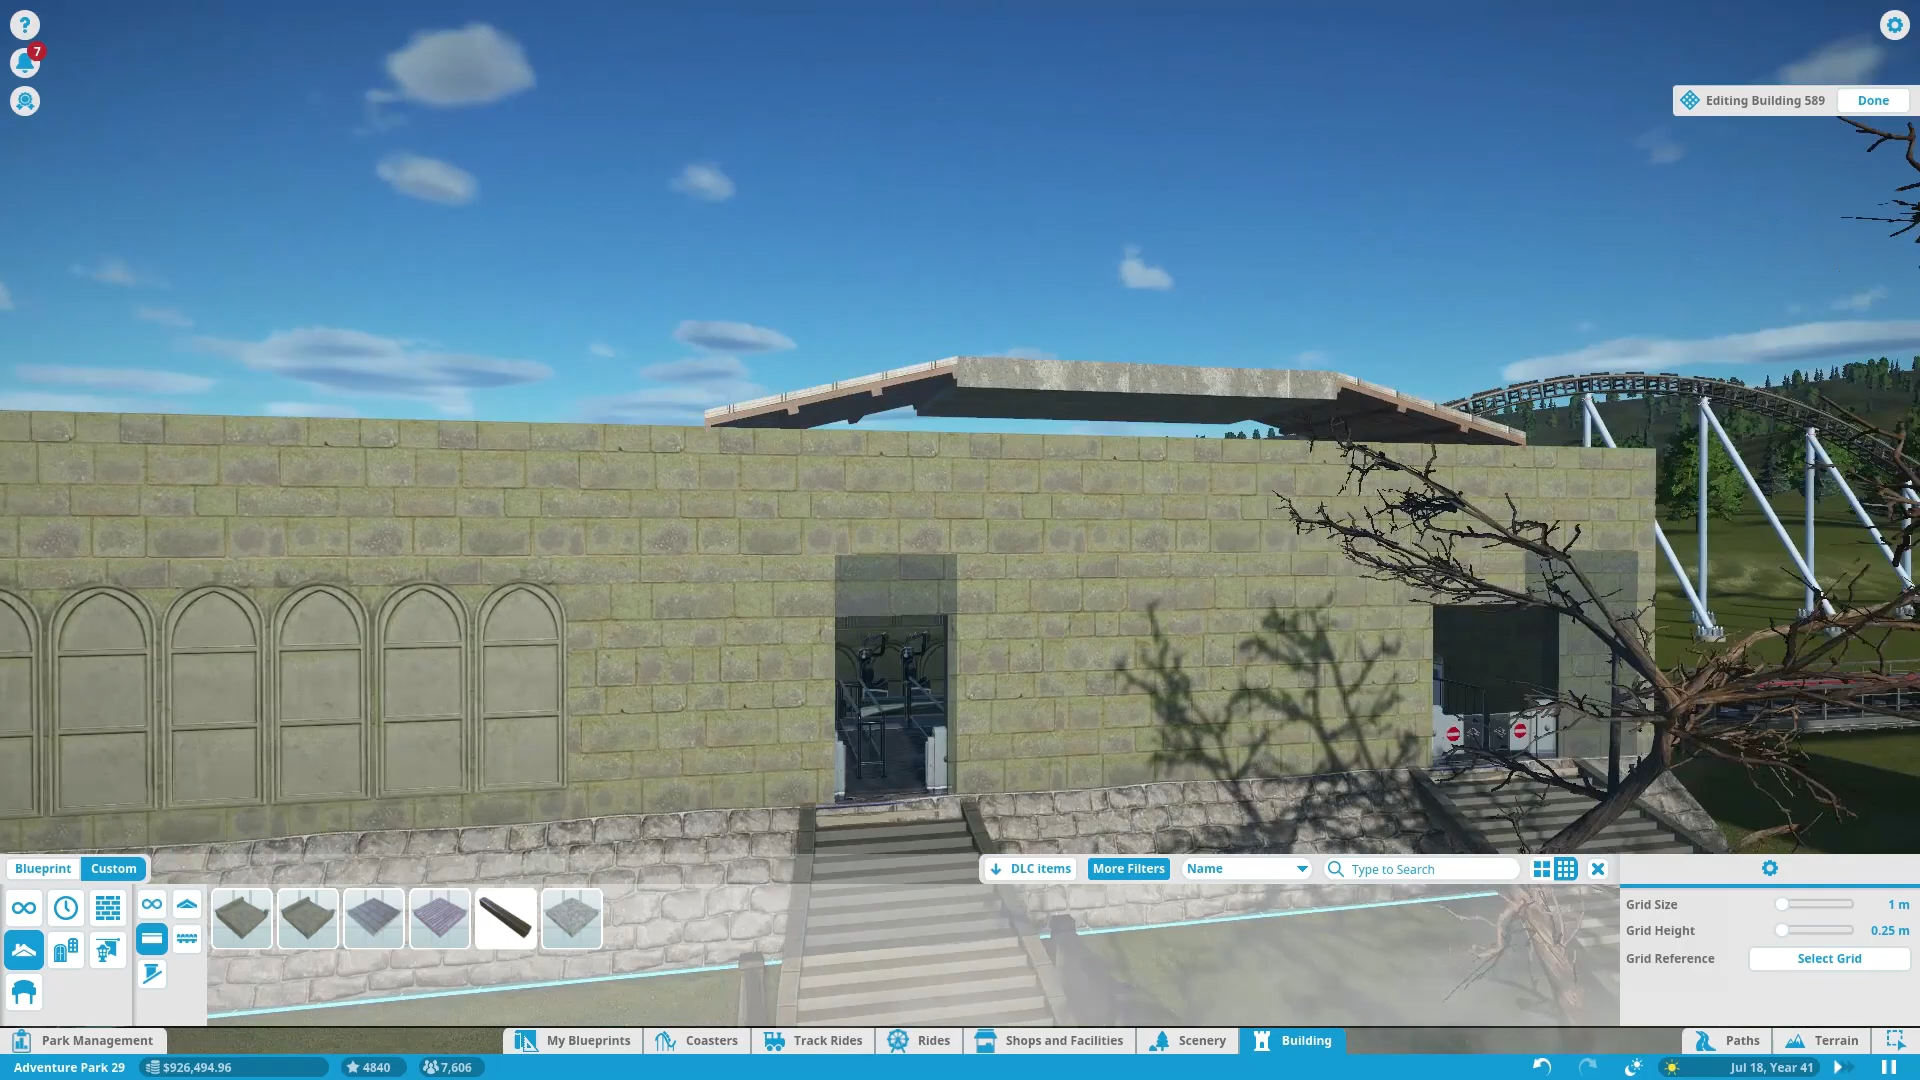 ?
7
Editing Building 589 Done
Blueprint Custom
DLC items More Filters Name Type to Search
Grid Size 1 m
Grid Height 0.25 m
Grid Reference Select Grid
Park Management My Blueprints Coasters Track Rides Rides Shops and Facilities Scenery Building Paths Terrain
Adventure Park 29 $926,494.96 4840 7,606 Jul 18, Year 41